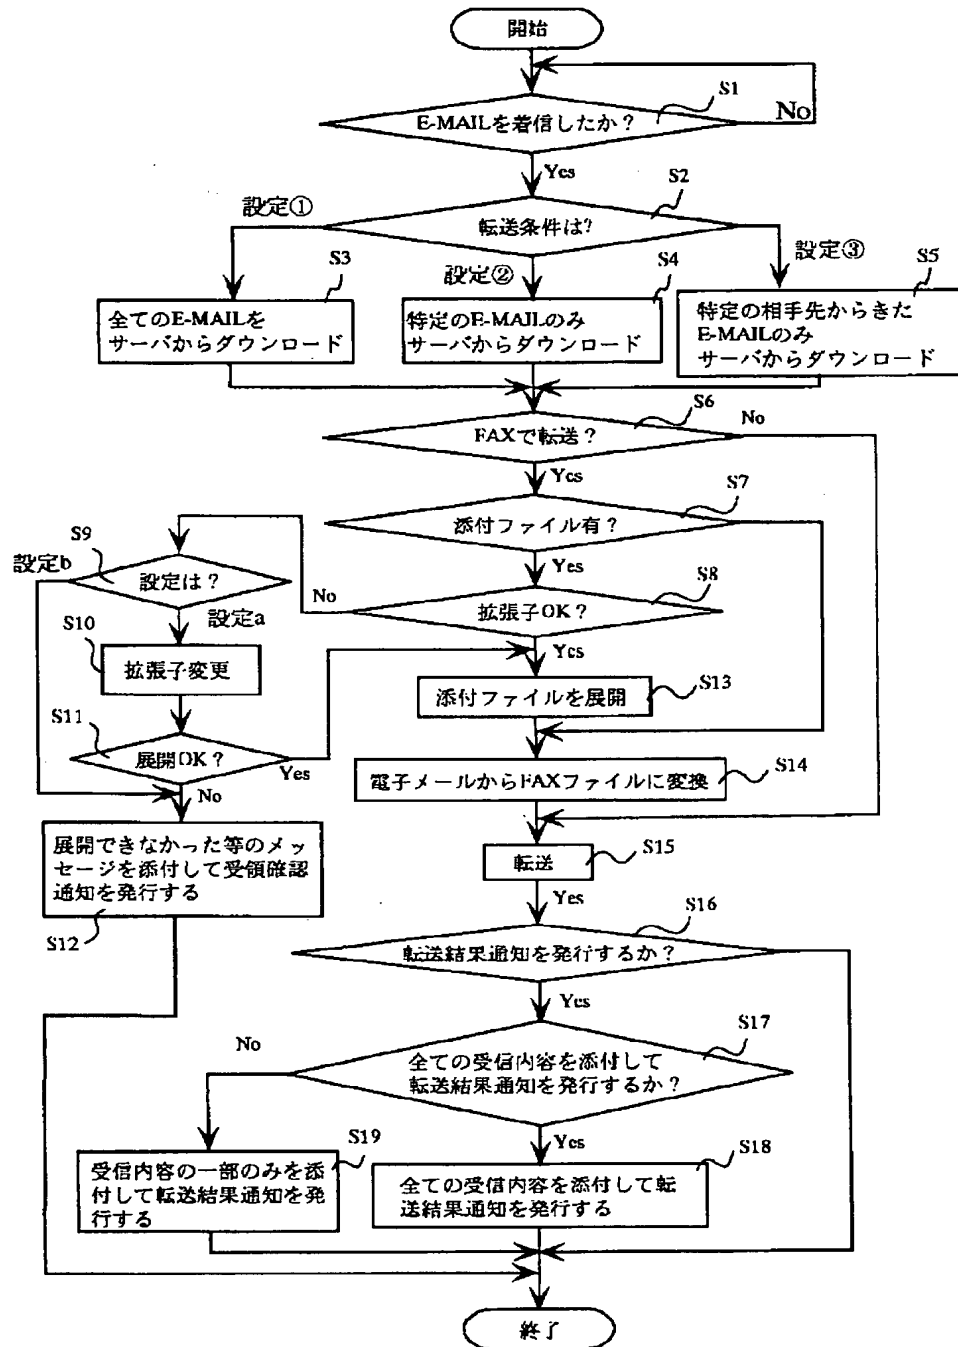 開始
S1
E-MAILを着信したか？
No
Yes
S2
転送条件は?
設定①
設定②
設定③
S3
全てのE-MAILを
サーバからダウンロード
S4
特定のE-MAILのみ
サーバからダウンロード
S5
特定の相手先からきた
E-MAILのみ
サーバからダウンロード
S6
FAXで転送？
No
Yes
S7
添付ファイル有？
Yes
S8
拡張子OK？
No
Yes
S9
設定は？
設定b
設定a
S10
拡張子変更
S11
展開OK？
Yes
No
S13
添付ファイルを展開
S14
電子メールからFAXファイルに変換
展開できなかった等のメッ
セージを添付して受領確認
通知を発行する
S12
S15
転送
Yes
S16
転送結果通知を発行するか？
Yes
S17
全ての受信内容を添付して
転送結果通知を発行するか？
No
Yes
S19
受信内容の一部のみを添
付して転送結果通知を発
行する
S18
全ての受信内容を添付して転
送結果通知を発行する
終了